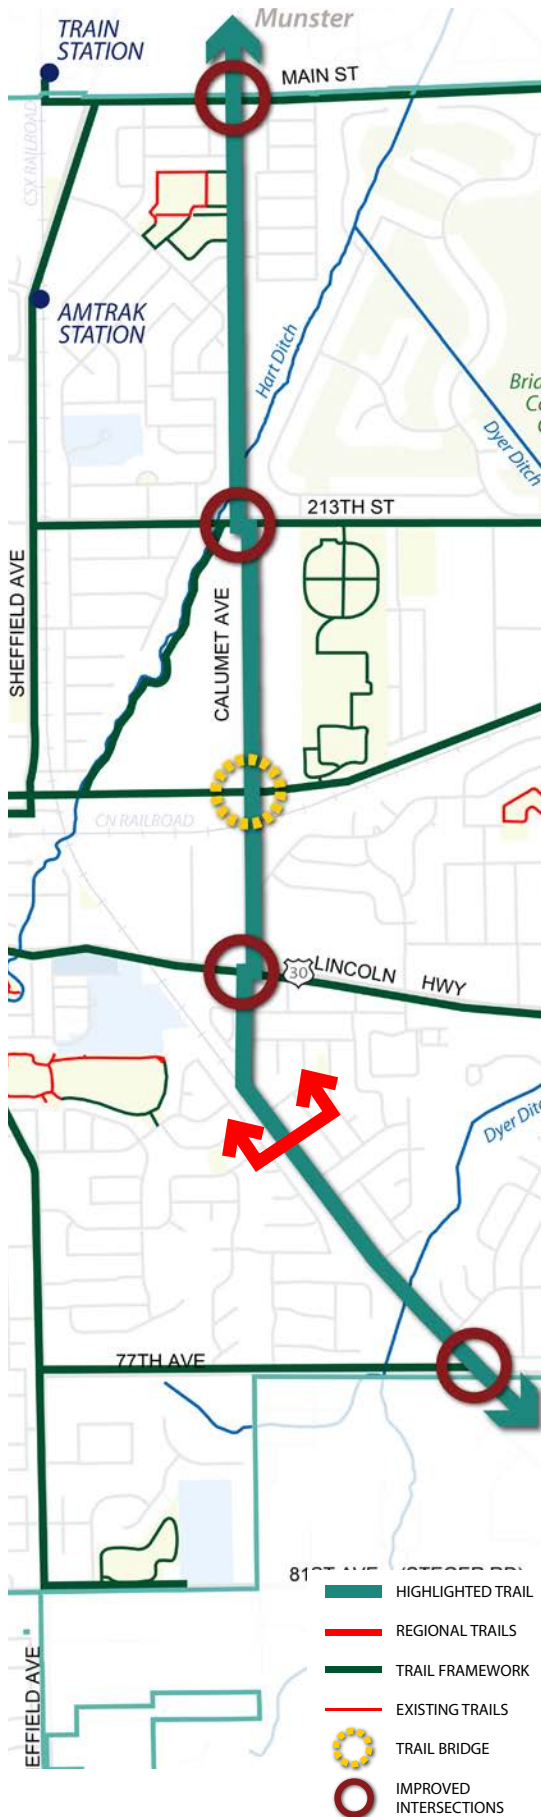 Munster
TRAIN
STATION
MAIN ST
CSX RAILROAD
AMTRAK
STATION
Hart Ditch
Dyer Ditch
213TH ST
SHEFFIELD AVE
CALUMET AVE
CN RAILROAD
30
LINCOLN HWY
77TH AVE
HIGHLIGHTED TRAIL
REGIONAL TRAILS
TRAIL FRAMEWORK
EXISTING TRAILS
TRAIL BRIDGE
IMPROVED
INTERSECTIONS
EFFIELD AVE